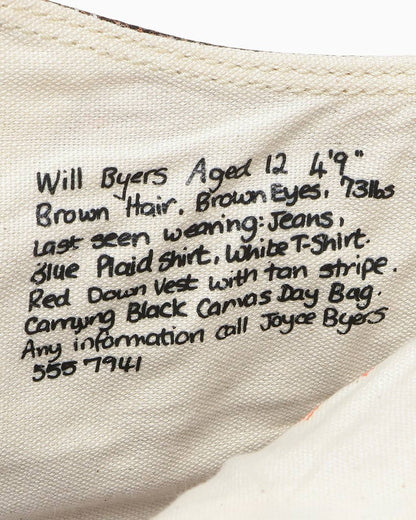 Will Byers Aged 12 4'9"
Brown Hair. Brown Eyes, 73lbs
Last seen wearing: Jeans,
Blue Plaid Shirt, White T-Shirt.
Red Down Vest with tan stripe.
Carrying Black Canvas Day Bag.
Any information call Joyce Byers
555 7941